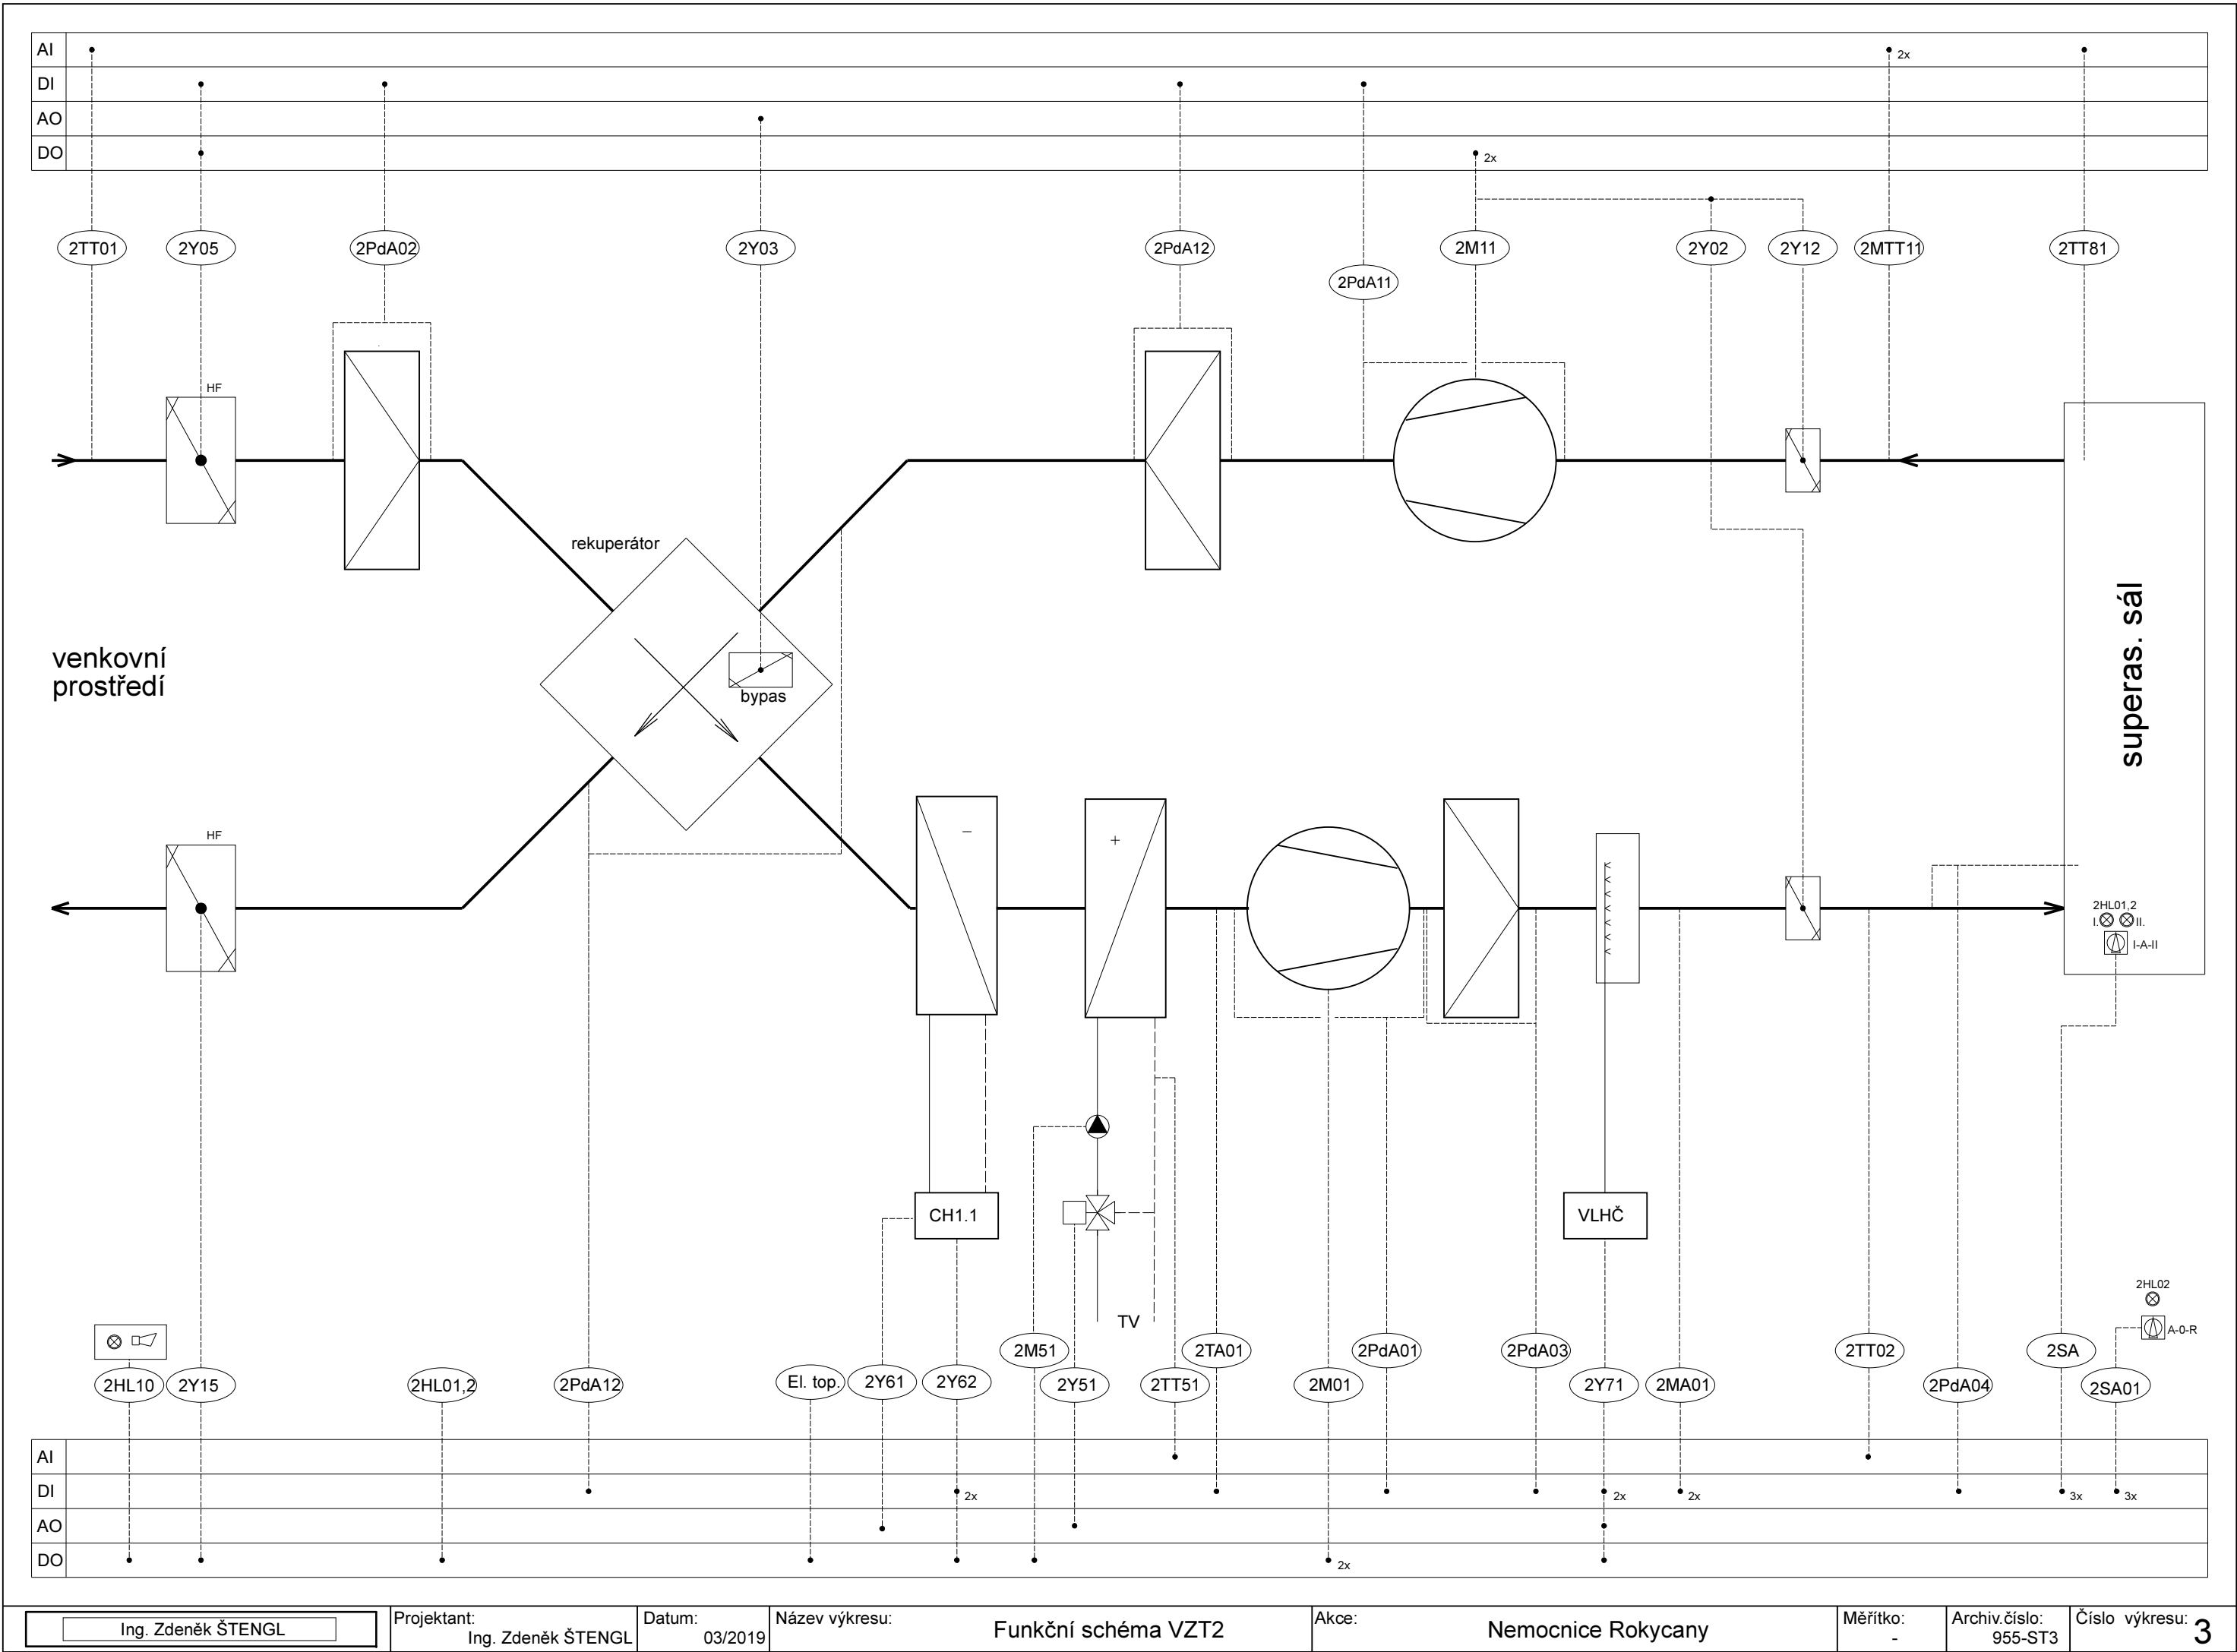 AI
2x
DI
AO
DO
2x
2TT01
2Y05
2PdA02
2Y03
2PdA12
2PdA11
2M11
2Y02
2Y12
2MTT11
2TT81
HF
rekuperátor
venkovní
prostředí
bypas
superas. sál
HF
–
+
2HL01,2
I.
II.
I-A-II
CH1.1
VLHČ
TV
2HL02
A-0-R
2M51
2TA01
2PdA01
2PdA03
2TT02
2SA
2HL10
2Y15
2HL01,2
2PdA12
El. top.
2Y61
2Y62
2Y51
2TT51
2M01
2Y71
2MA01
2PdA04
2SA01
AI
DI
2x
2x
2x
3x
3x
AO
DO
2x
Ing. Zdeněk ŠTENGL
Projektant:
Ing. Zdeněk ŠTENGL
Datum:
03/2019
Název výkresu:
Funkční schéma VZT2
Akce:
Nemocnice Rokycany
Měřítko:
-
Archiv.číslo:
955-ST3
Číslo výkresu: 3